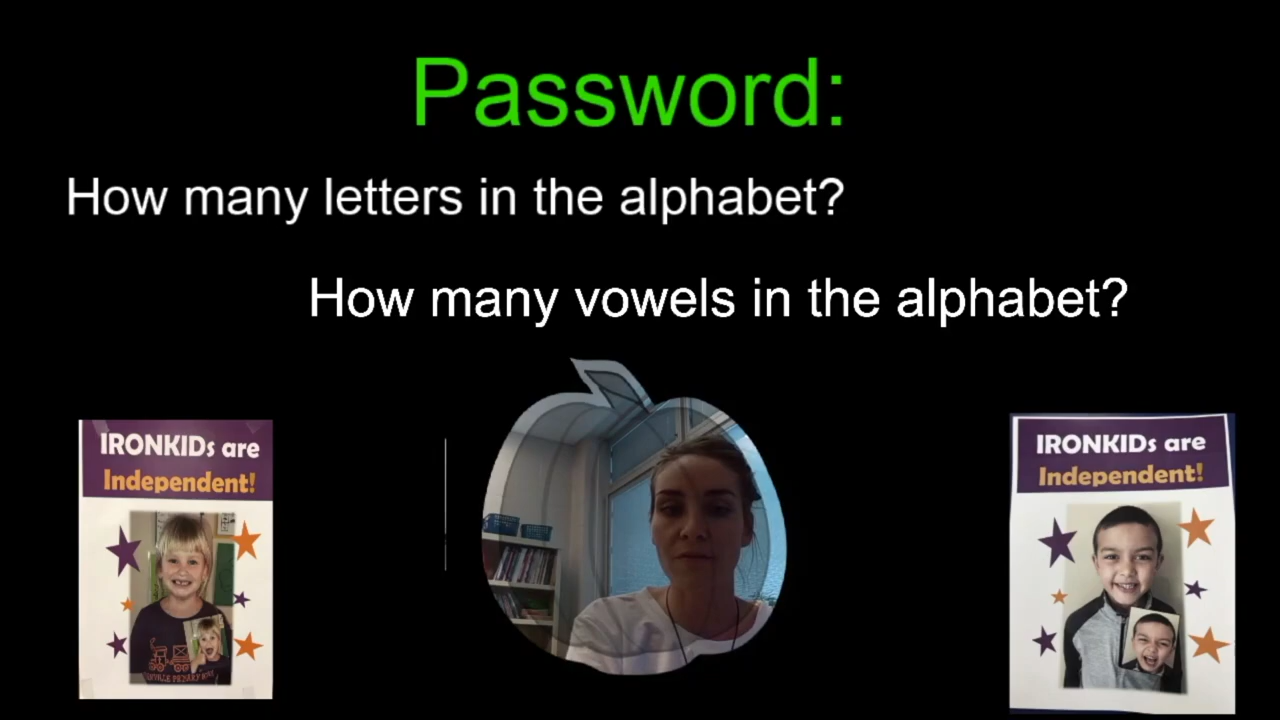 Password:
How many letters in the alphabet?
How many vowels in the alphabet?
IRONKIDs are
Independent!
IRONKIDs are
Independent!